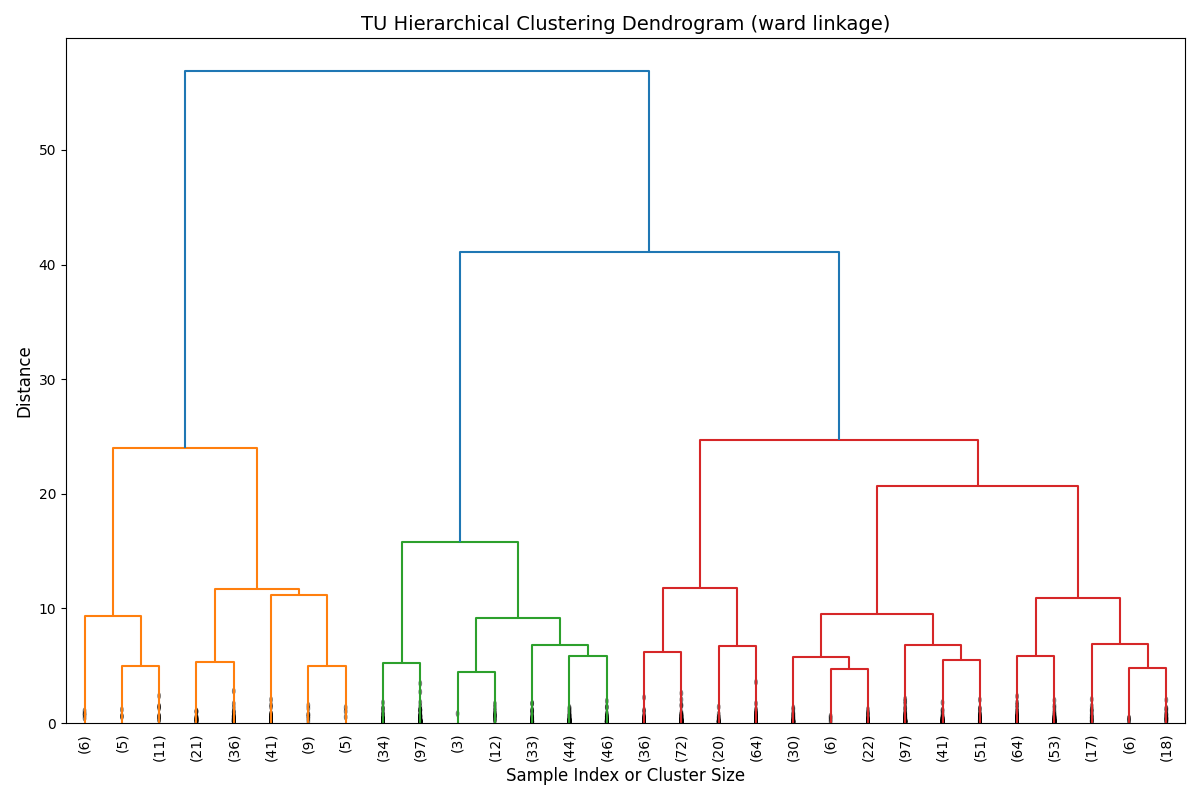 TU Hierarchical Clustering Dendrogram (ward linkage)
Distance
50
40
30
20
10
0
(6) (5) (11) (21) (36) (41) (9) (5) (34) (97) (3) (12) (33) (44) (46) (36) (72) (20) (64) (30) (6) (22) (97) (41) (51) (64) (53) (17) (6) (18)
Sample Index or Cluster Size